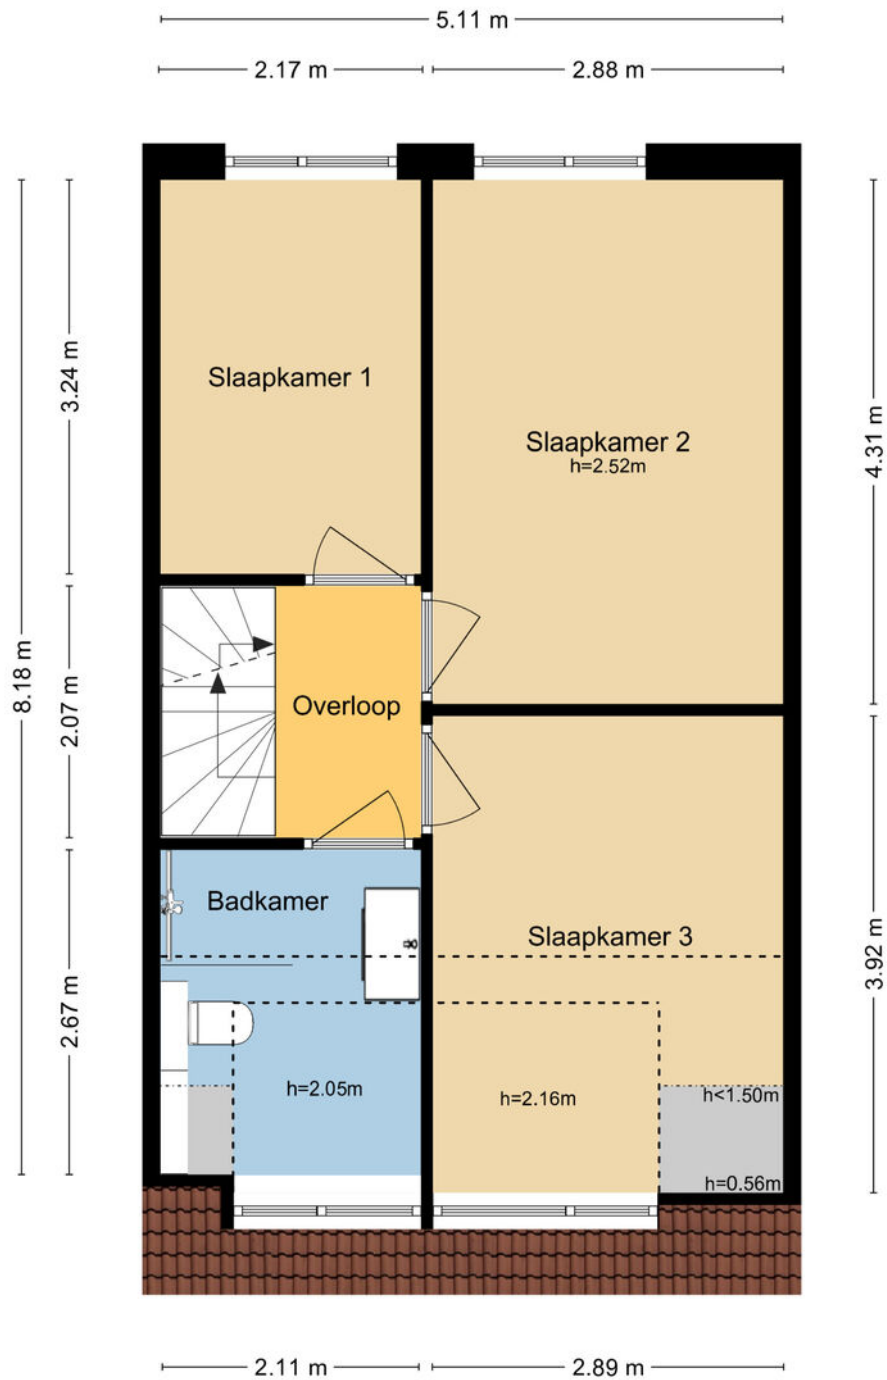 5.11 m
2.17 m
2.88 m
3.24 m
Slaapkamer 1
4.31 m
Slaapkamer 2
h=2.52m
8.18 m
2.07 m
Overloop
Badkamer
Slaapkamer 3
3.92 m
2.67 m
h=2.05m
h=2.16m
h<1.50m
h=0.56m
2.11 m
2.89 m